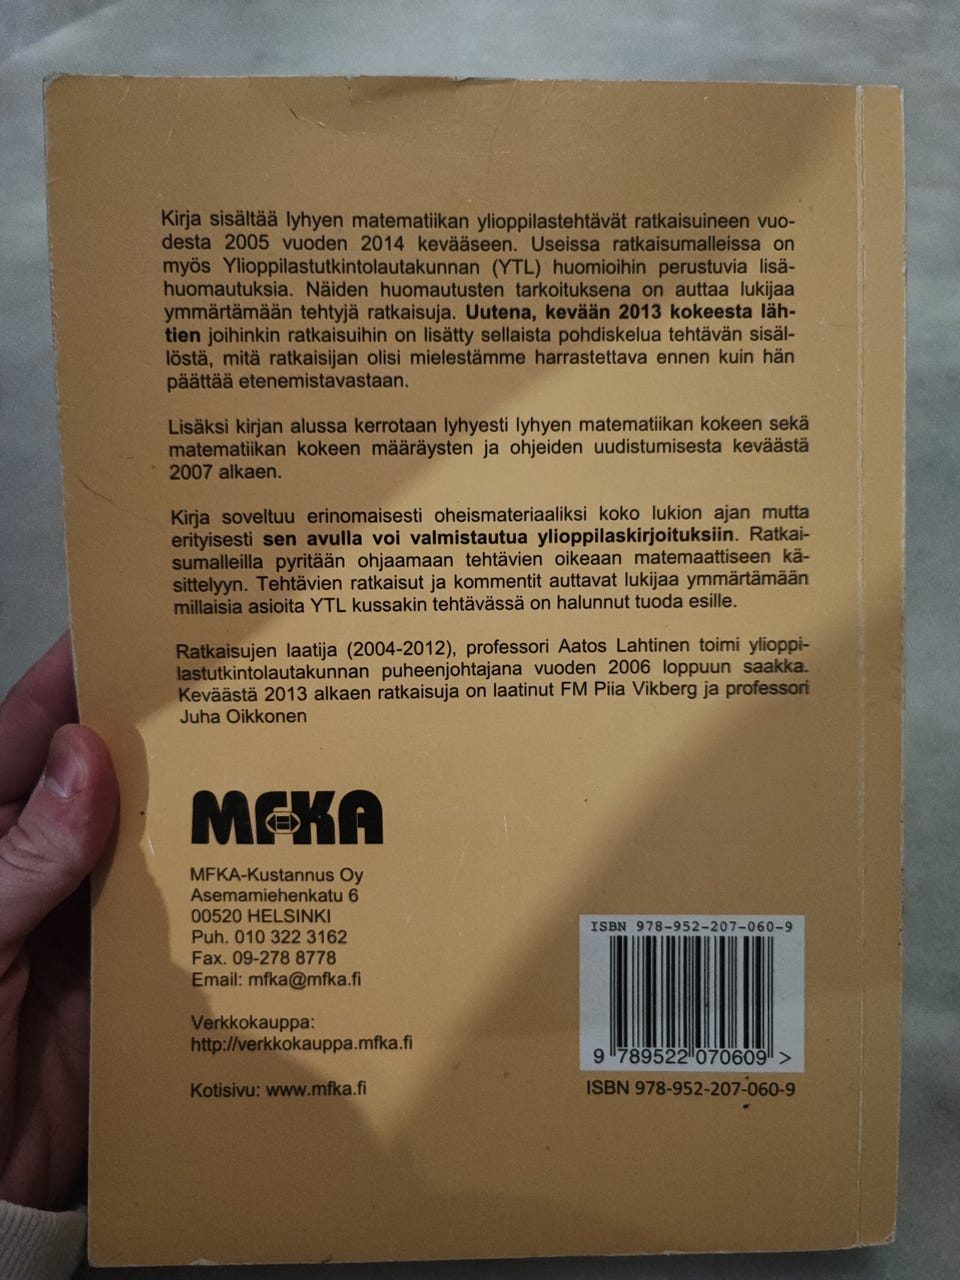 Kirja sisältää lyhyen matematiikan ylioppilastehtävät ratkaisuineen vuo-
desta 2005 vuoden 2014 kevääseen. Useissa ratkaisumalleissa on
myös Ylioppilastutkintolautakunnan (YTL) huomioihin perustuvia lisä-
huomautuksia. Näiden huomautusten tarkoituksena on auttaa lukijaa
ymmärtämään tehtyjä ratkaisuja. Uutena, kevään 2013 kokeesta läh-
tien joihinkin ratkaisuihin on lisätty sellaista pohdiskelua tehtävän sisäl-
löstä, mitä ratkaisijan olisi mielestämme harrastettava ennen kuin hän
päättää etenemistavastaan.
Lisäksi kirjan alussa kerrotaan lyhyesti lyhyen matematiikan kokeen sekä
matematiikan kokeen määräysten ja ohjeiden uudistumisesta keväästä
2007 alkaen.
Kirja soveltuu erinomaisesti oheismateriaaliksi koko lukion ajan mutta
erityisesti sen avulla voi valmistautua ylioppilaskirjoituksiin. Ratkai-
sumalleilla pyritään ohjaamaan tehtävien oikeaan matemaattiseen kä-
sittelyyn. Tehtävien ratkaisut ja kommentit auttavat lukijaa ymmärtämään
millaisia asioita YTL kussakin tehtävässä on halunnut tuoda esille.
Ratkaisujen laatija (2004-2012), professori Aatos Lahtinen toimi ylioppi-
lastutkintolautakunnan puheenjohtajana vuoden 2006 loppuun saakka.
Keväästä 2013 alkaen ratkaisuja on laatinut FM Piia Vikberg ja professori
Juha Oikkonen
MFKA
MFKA-Kustannus Oy
Asemamiehenkatu 6
00520 HELSINKI
Puh. 010 322 3162
Fax. 09-278 8778
Email: mfka@mfka.fi
Verkkokauppa:
http://verkkokauppa.mfka.fi
Kotisivu: www.mfka.fi
ISBN 978-952-207-060-9
9 789522 070609 >
ISBN 978-952-207-060-9